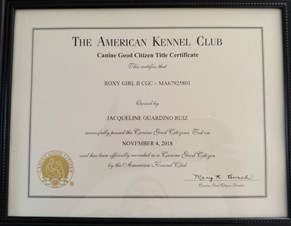 THE AMERICAN KENNEL CLUB
Canine Good Citizen Title Certificate
This certifies that
ROXY GIRL II CGC – MA67925801
Owned by
JACQUELINE GUARDINO RUIZ
successfully passed the Canine Good Citizen Test on
NOVEMBER 4, 2018
and has been officially recorded as a Canine Good Citizen
by the American Kennel Club